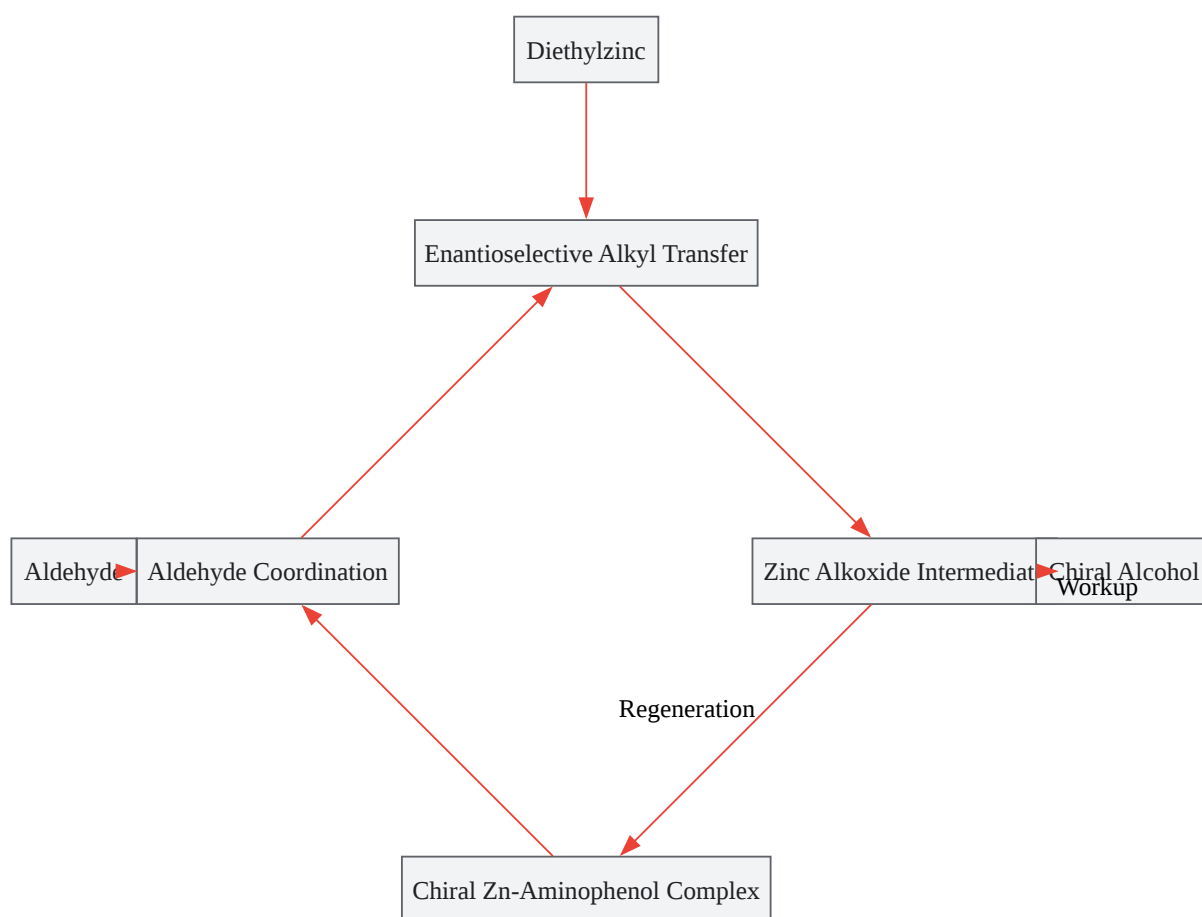 Diethylzinc
Enantioselective Alkyl Transfer
Aldehyde
Aldehyde Coordination
Zinc Alkoxide Intermediat
Chiral Alcohol
Workup
Regeneration
Chiral Zn-Aminophenol Complex